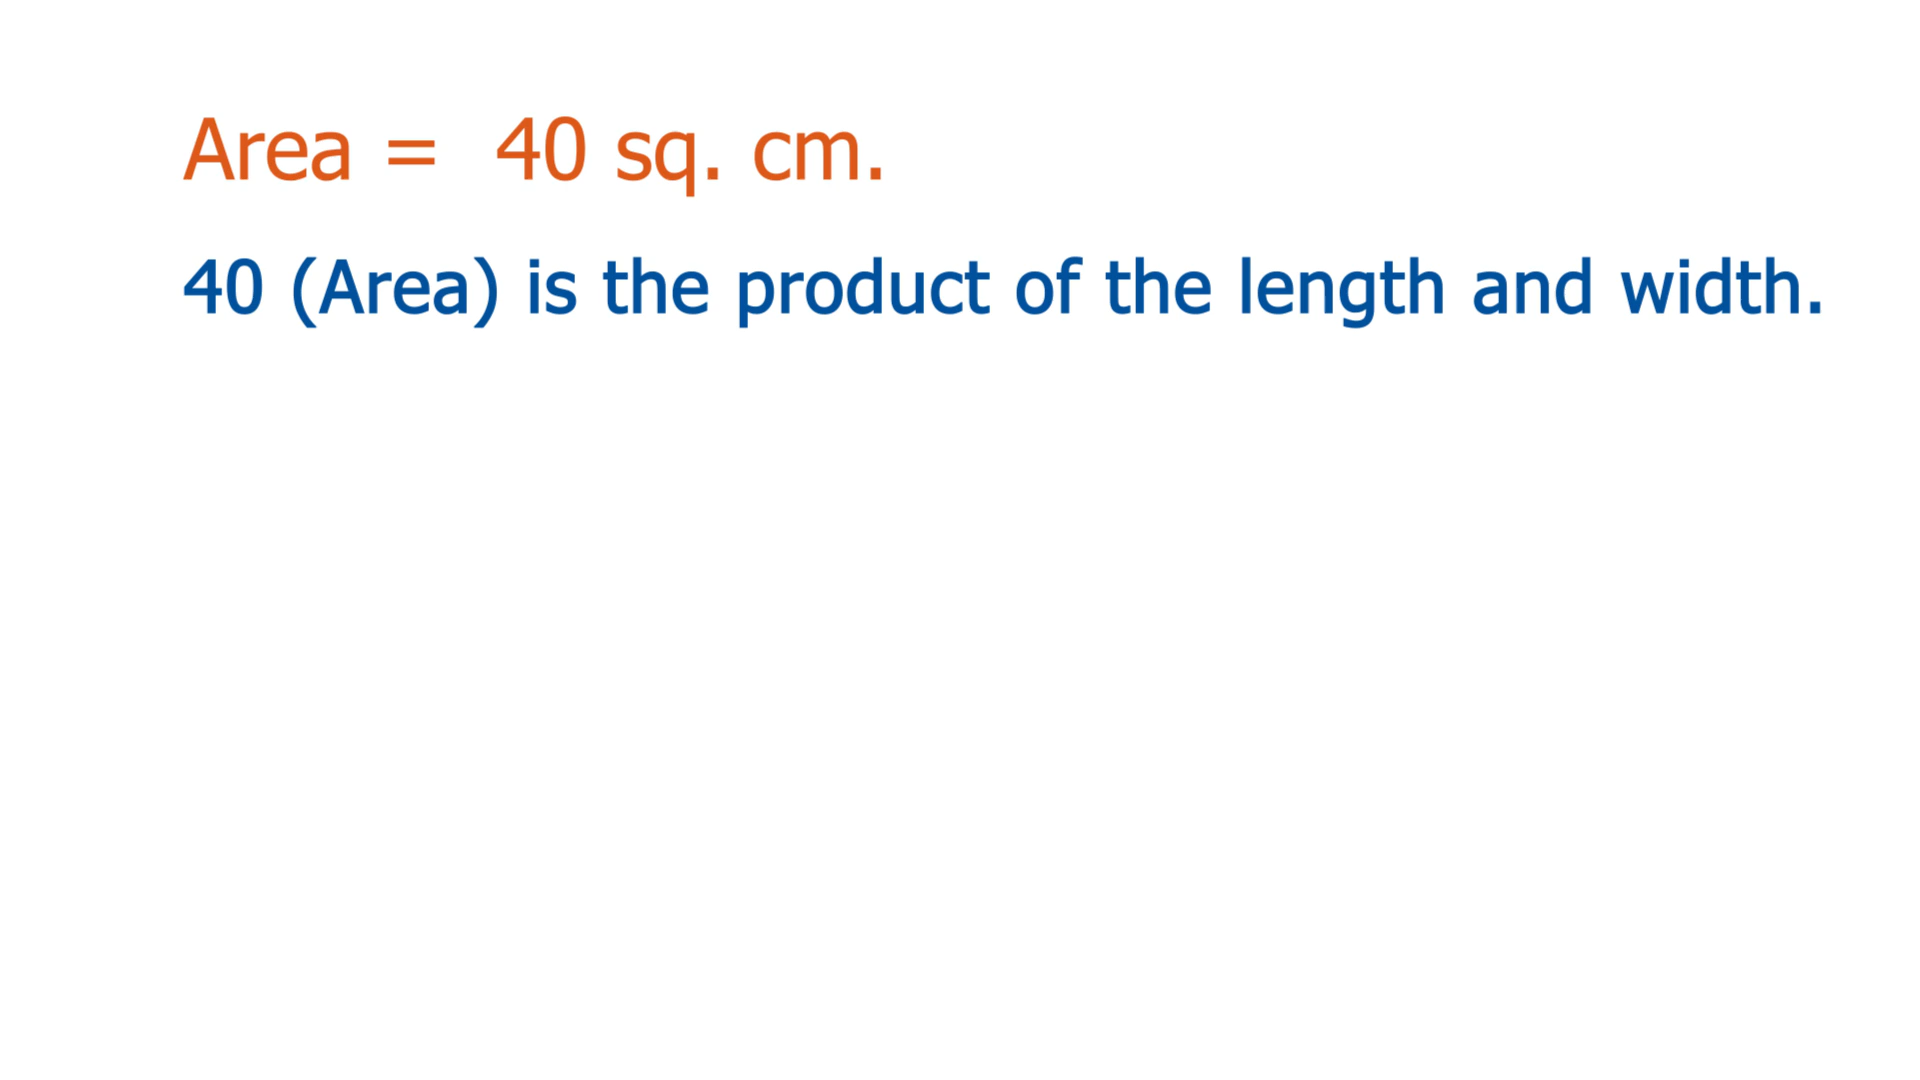 Area = 40 sq. cm.
40 (Area) is the product of the length and width.